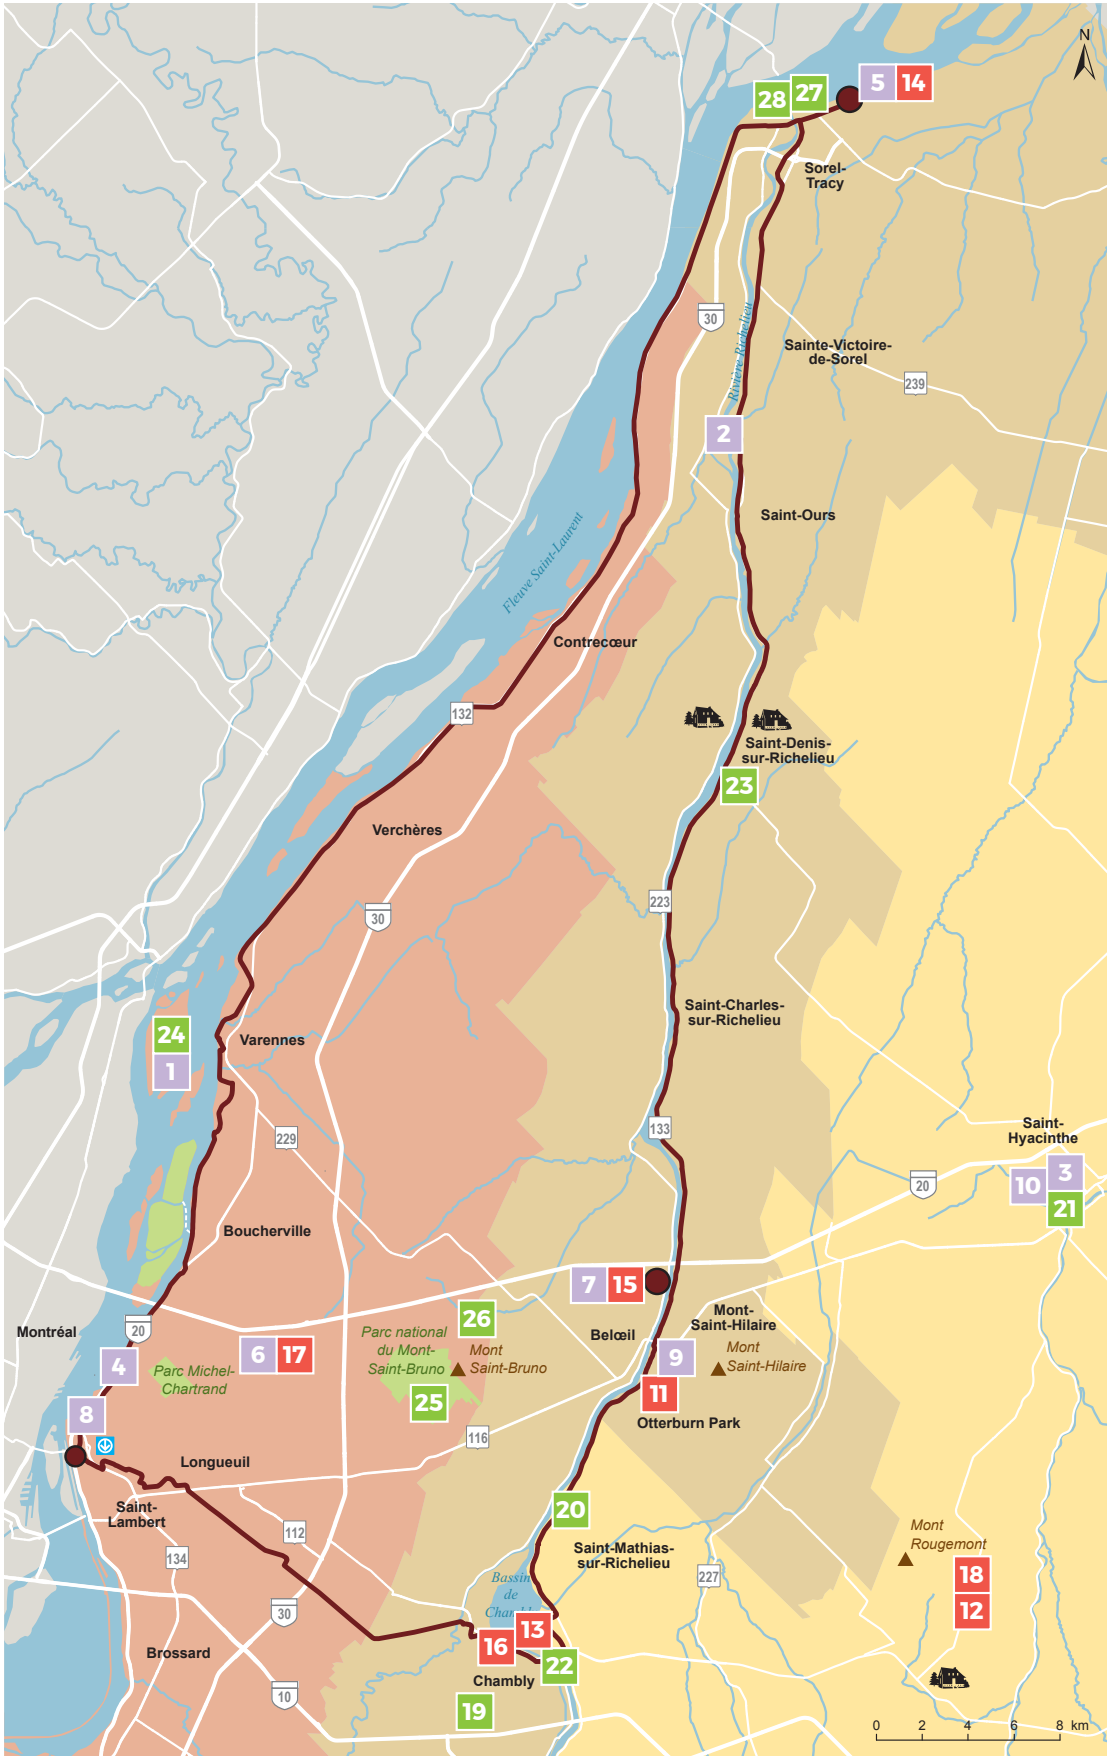 N
28
27
5
14
Sorel-
Tracy
30
Rivière Richelieu
Sainte-Victoire-
de-Sorel
239
2
Saint-Ours
Fleuve Saint-Laurent
Contrecœur
132
Saint-Denis-
sur-Richelieu
23
Verchères
223
30
Saint-Charles-
sur-Richelieu
24
Varennes
1
133
229
Saint-
Hyacinthe
3
20
10
21
Boucherville
7
15
26
Mont-
Saint-Hilaire
20
Montréal
Parc national
du Mont-
Saint-Bruno
Belœil
Mont
Saint-Bruno
Mont
Saint-Hilaire
6
17
9
4
Parc Michel-
Chartrand
25
11
8
Otterburn Park
116
Longueuil
Saint-
Lambert
20
112
Mont
Rougemont
134
Saint-Mathias-
sur-Richelieu
227
18
Bassin
de
30
12
13
16
Brossard
22
Chambly
10
19
0 2 4 6 8 km